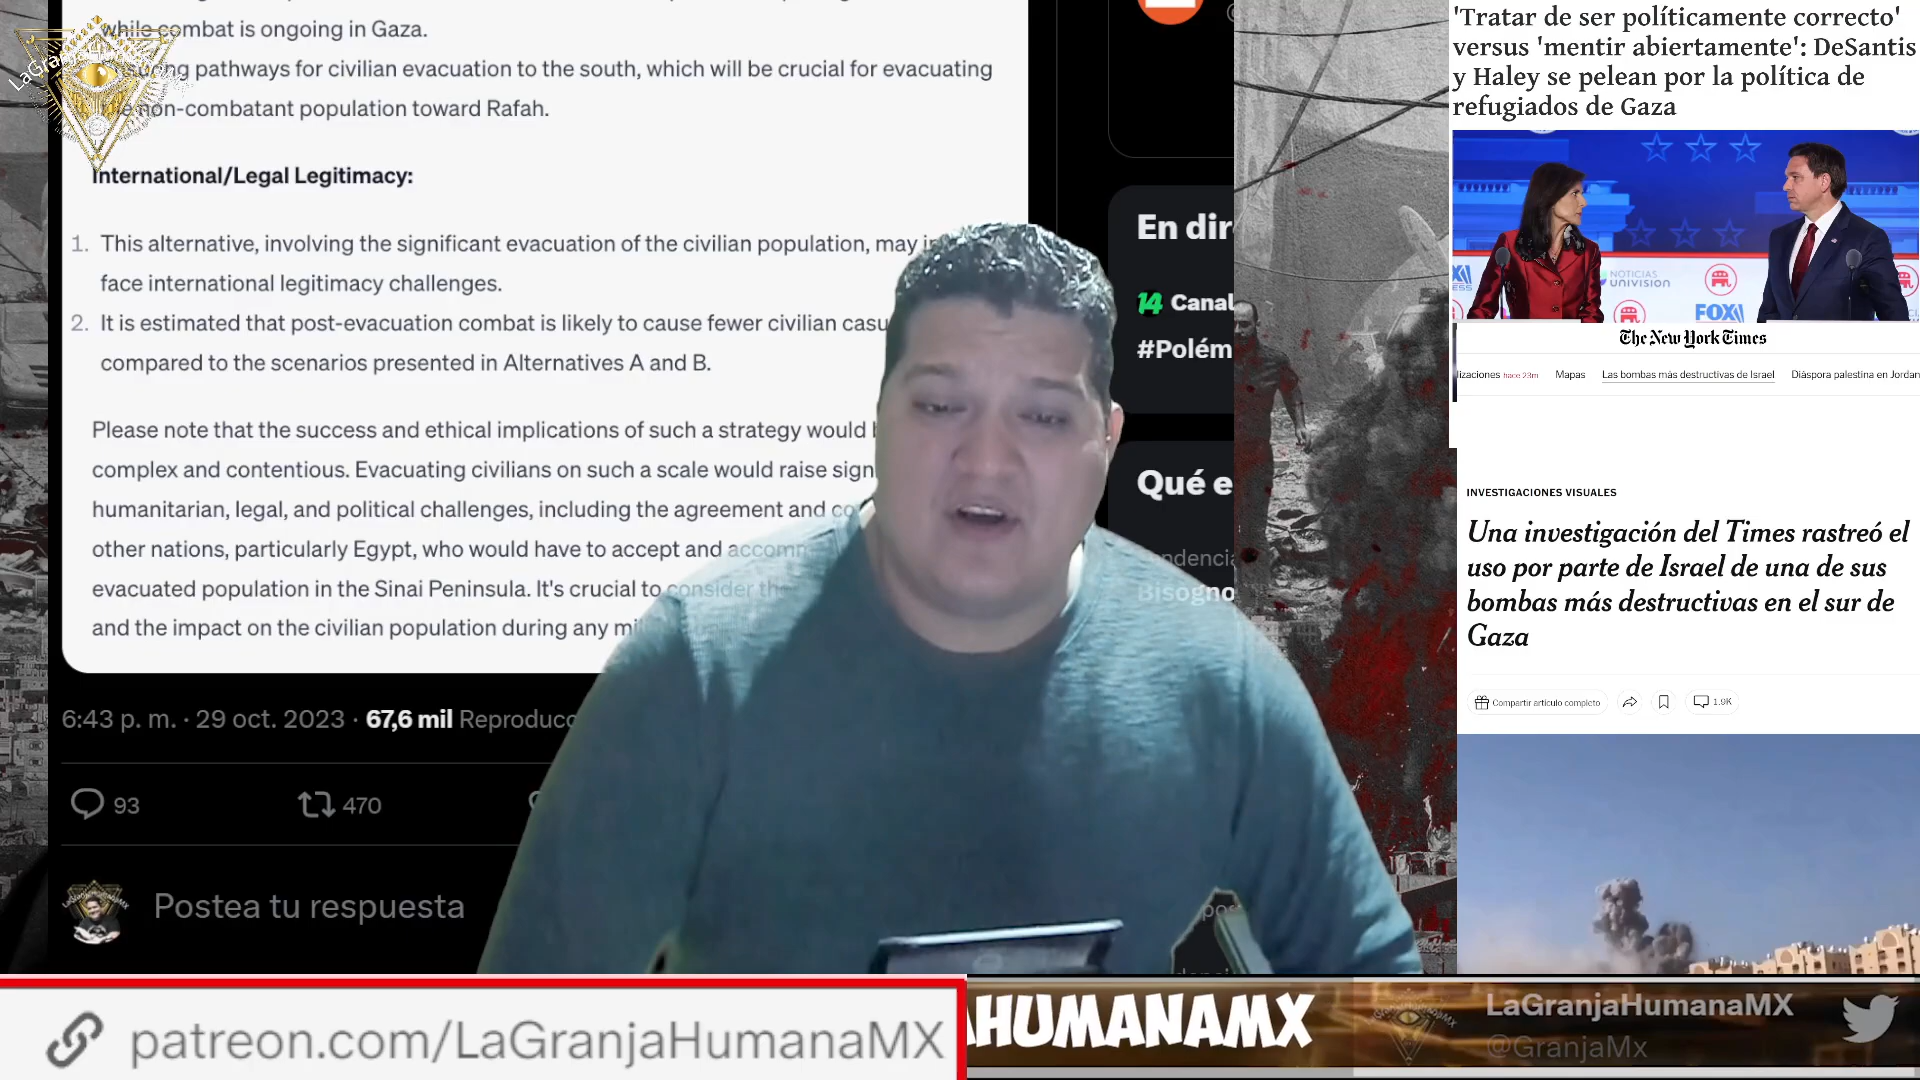 while combat is ongoing in Gaza.
pathways for civilian evacuation to the south, which will be crucial for evacuating
non-combatant population toward Rafah.
International/Legal Legitimacy:
1. This alternative, involving the significant evacuation of the civilian population, may
face international legitimacy challenges.
2. It is estimated that post-evacuation combat is likely to cause fewer civilian
compared to the scenarios presented in Alternatives A and B.
Please note that the success and ethical implications of such a strategy would
complex and contentious. Evacuating civilians on such a scale would raise
humanitarian, legal, and political challenges, including the agreement and
other nations, particularly Egypt, who would have to accept and
evacuated population in the Sinai Peninsula. It's crucial to consider
and the impact on the civilian population during any
6:43 p. m. · 29 oct. 2023 · 67,6 mil
93
470
Postea tu respuesta
En dir
14 Canal
#Polém
Qué e
Bisogno
'Tratar de ser políticamente correcto'
versus 'mentir abiertamente': DeSantis
y Haley se pelean por la política de
refugiados de Gaza
NOTICIAS
UNIVISION
FOX
The New York Times
lizaciones hace 23m Mapas Las bombas más destructivas de Israel Diáspora palestina en Jordan
INVESTIGACIONES VISUALES
Una investigación del Times rastreó el
uso por parte de Israel de una de sus
bombas más destructivas en el sur de
Gaza
Compartir artículo completo
1.9K
patreon.com/LaGranjaHumanaMX
AHUMANAMX
LaGranjaHumanaMX
@GranjaMx